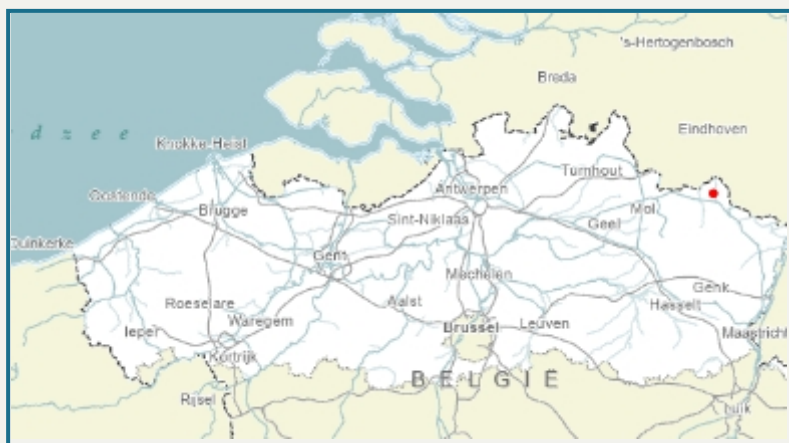 's-Hertogenbosch
Breda
d z e e
Eindhoven
Knokke-Heist
Turnhout
Antwerpen
Oostende
Mol
Brugge
Sint-Niklaas
Geel
Duinkerke
Gent
Mechelen
Genk
Roeselare
Aalst
Hasselt
Waregem
Ieper
Brussel
Leuven
Maastricht
Kortrijk
BELGIË
Rijsel
Luik